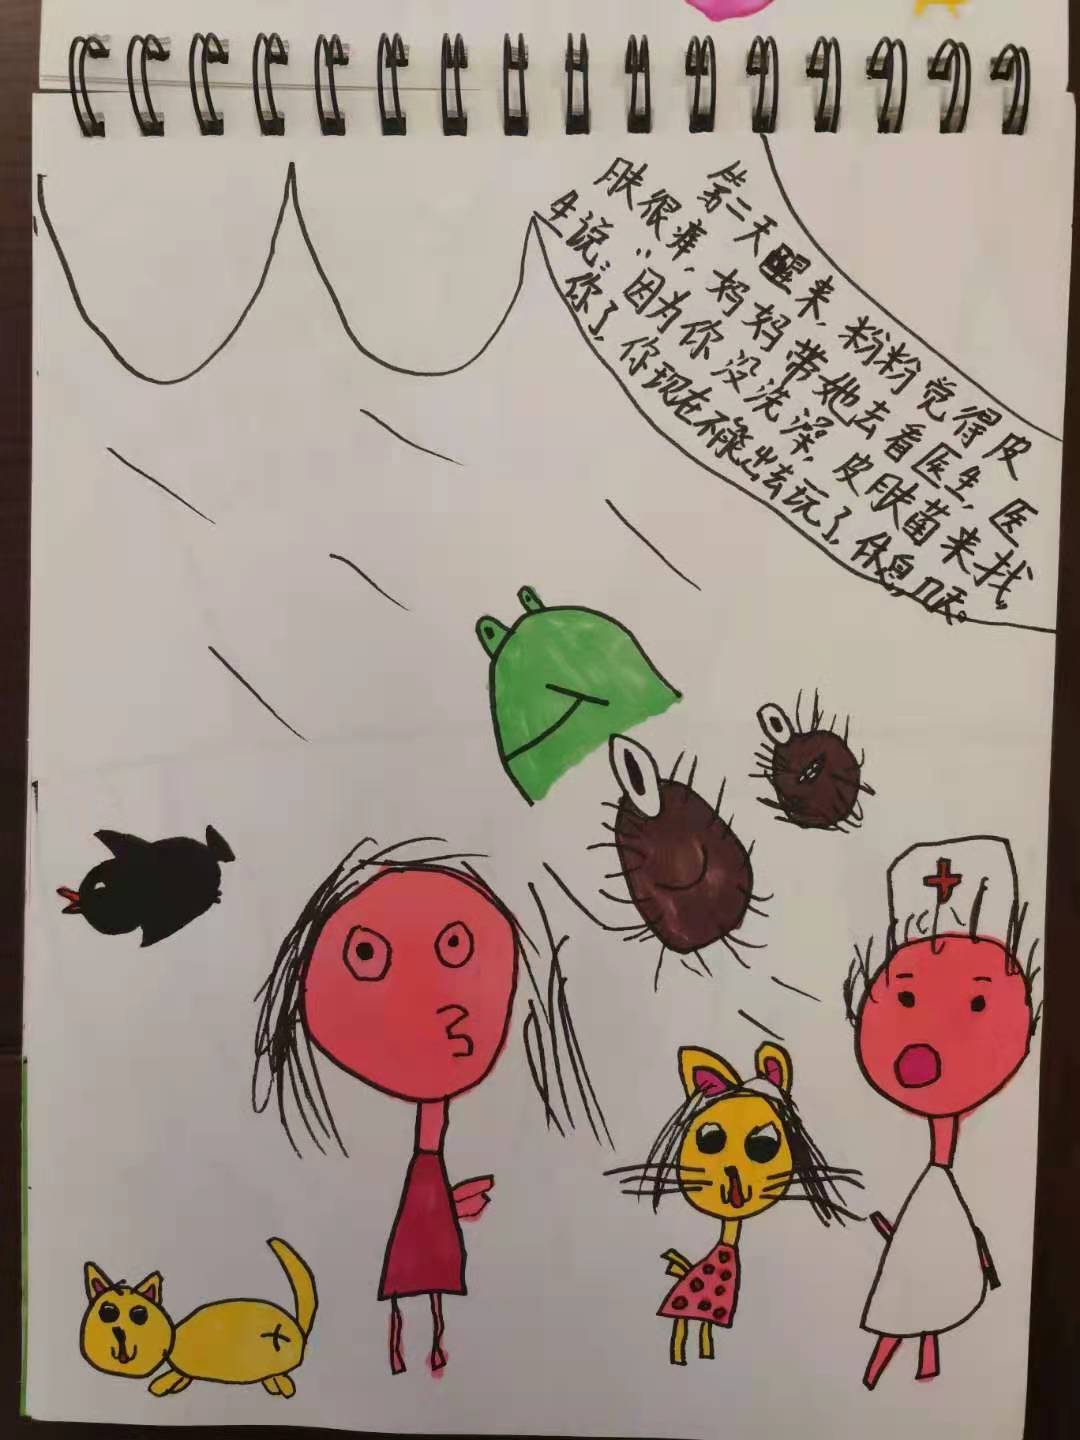 第二天醒来,粉粉觉得皮
肤很痒,妈妈带她去看医生,医
生说:“因为你没洗澡,皮肤菌来找
你了,你现在不能出去玩了,休息几天。”